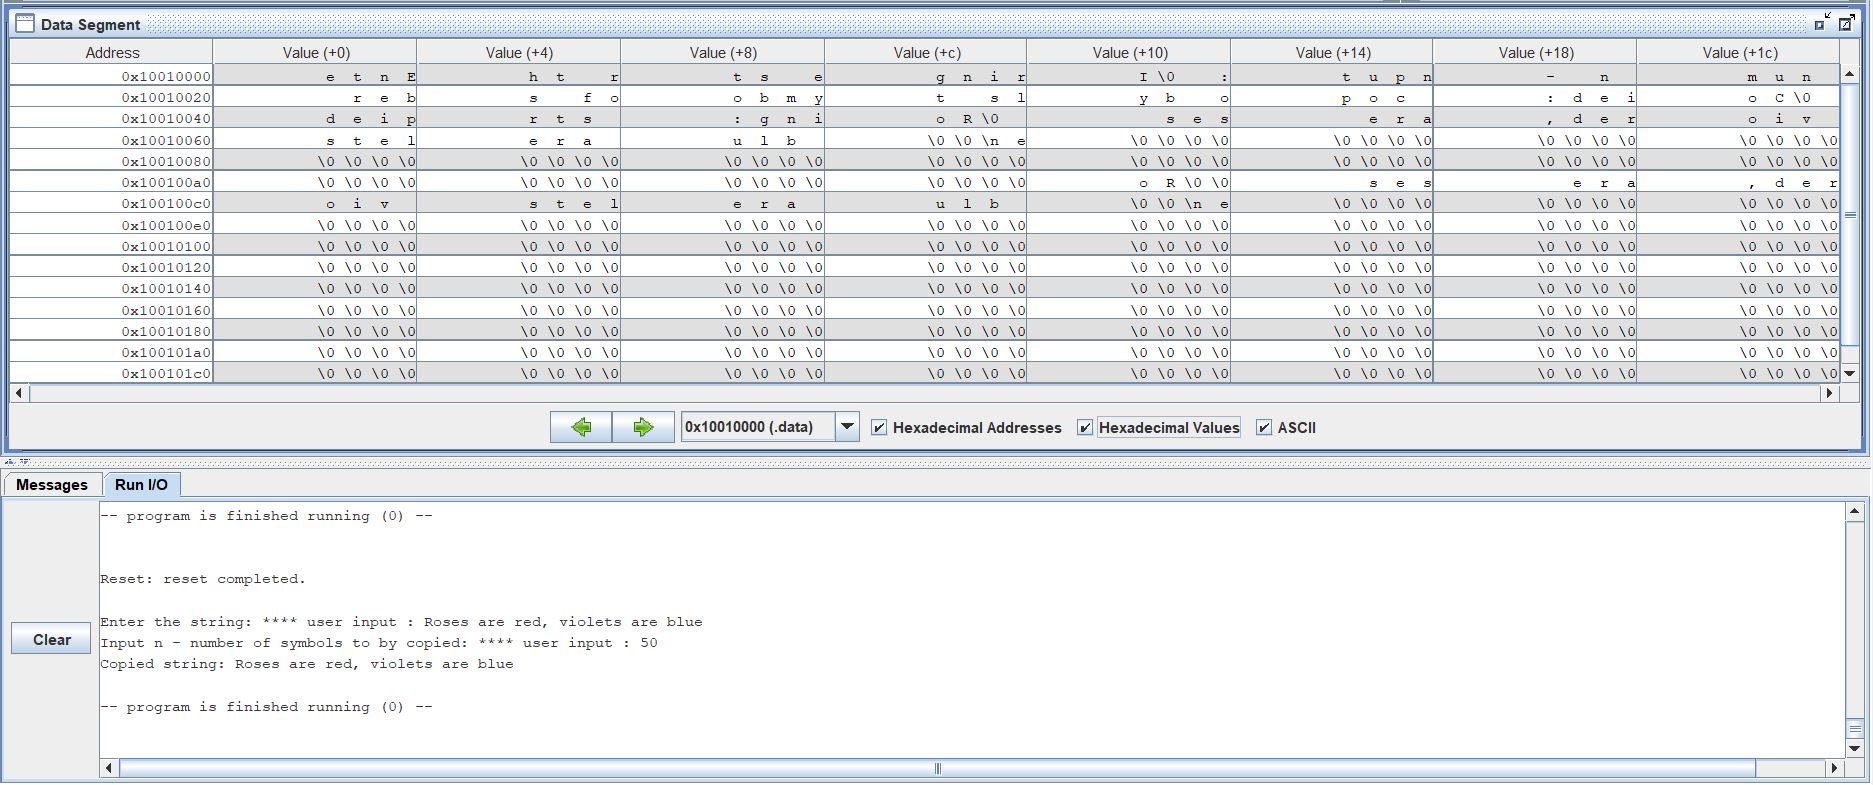 Data Segment
Address Value (+0) Value (+4) Value (+8) Value (+c) Value (+10) Value (+14) Value (+18) Value (+1c)
0x10010000 e t n E h t r t s e g n i r I \0 : t u p n - n m u n
0x10010020 r e b s f o o b m y t s l y b o p o c : d e i o C \0
0x10010040 d e i p r t s : g n i o R \0 s e s e r a , d e r o i v
0x10010060 s t e l e r a u l b \0 \0 \n e \0 \0 \0 \0 \0 \0 \0 \0 \0 \0 \0 \0 \0 \0 \0 \0
0x10010080 \0 \0 \0 \0 \0 \0 \0 \0 \0 \0 \0 \0 \0 \0 \0 \0 \0 \0 \0 \0 \0 \0 \0 \0 \0 \0 \0 \0 \0 \0 \0 \0
0x100100a0 \0 \0 \0 \0 \0 \0 \0 \0 \0 \0 \0 \0 \0 \0 \0 \0 o R \0 \0 s e s e r a , d e r
0x100100c0 o i v s t e l e r a u l b \0 \0 \n e \0 \0 \0 \0 \0 \0 \0 \0 \0 \0 \0 \0
0x100100e0 \0 \0 \0 \0 \0 \0 \0 \0 \0 \0 \0 \0 \0 \0 \0 \0 \0 \0 \0 \0 \0 \0 \0 \0 \0 \0 \0 \0 \0 \0 \0 \0
0x10010100 \0 \0 \0 \0 \0 \0 \0 \0 \0 \0 \0 \0 \0 \0 \0 \0 \0 \0 \0 \0 \0 \0 \0 \0 \0 \0 \0 \0 \0 \0 \0 \0
0x10010120 \0 \0 \0 \0 \0 \0 \0 \0 \0 \0 \0 \0 \0 \0 \0 \0 \0 \0 \0 \0 \0 \0 \0 \0 \0 \0 \0 \0 \0 \0 \0 \0
0x10010140 \0 \0 \0 \0 \0 \0 \0 \0 \0 \0 \0 \0 \0 \0 \0 \0 \0 \0 \0 \0 \0 \0 \0 \0 \0 \0 \0 \0 \0 \0 \0 \0
0x10010160 \0 \0 \0 \0 \0 \0 \0 \0 \0 \0 \0 \0 \0 \0 \0 \0 \0 \0 \0 \0 \0 \0 \0 \0 \0 \0 \0 \0 \0 \0 \0 \0
0x10010180 \0 \0 \0 \0 \0 \0 \0 \0 \0 \0 \0 \0 \0 \0 \0 \0 \0 \0 \0 \0 \0 \0 \0 \0 \0 \0 \0 \0 \0 \0 \0 \0
0x100101a0 \0 \0 \0 \0 \0 \0 \0 \0 \0 \0 \0 \0 \0 \0 \0 \0 \0 \0 \0 \0 \0 \0 \0 \0 \0 \0 \0 \0 \0 \0 \0 \0
0x100101c0 \0 \0 \0 \0 \0 \0 \0 \0 \0 \0 \0 \0 \0 \0 \0 \0 \0 \0 \0 \0 \0 \0 \0 \0 \0 \0 \0 \0 \0 \0 \0 \0
0x10010000 (.data) Hexadecimal Addresses Hexadecimal Values ASCII
Messages Run I/O
-- program is finished running (0) --
Reset: reset completed.
Enter the string: **** user input : Roses are red, violets are blue
Clear
Input n - number of symbols to by copied: **** user input : 50
Copied string: Roses are red, violets are blue
-- program is finished running (0) --